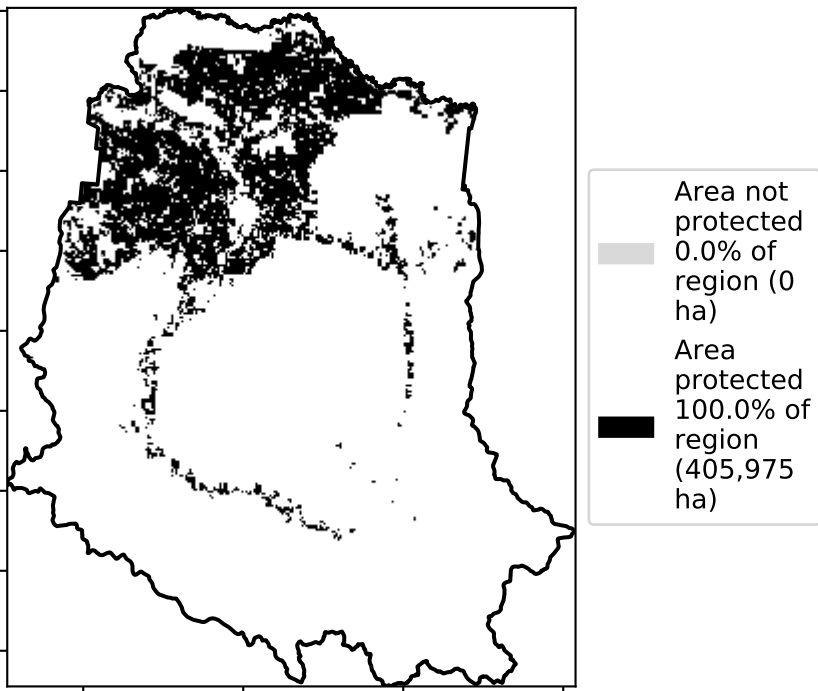 Area not
protected
0.0% of
region (0
ha)
Area
protected
100.0% of
region
(405,975
ha)